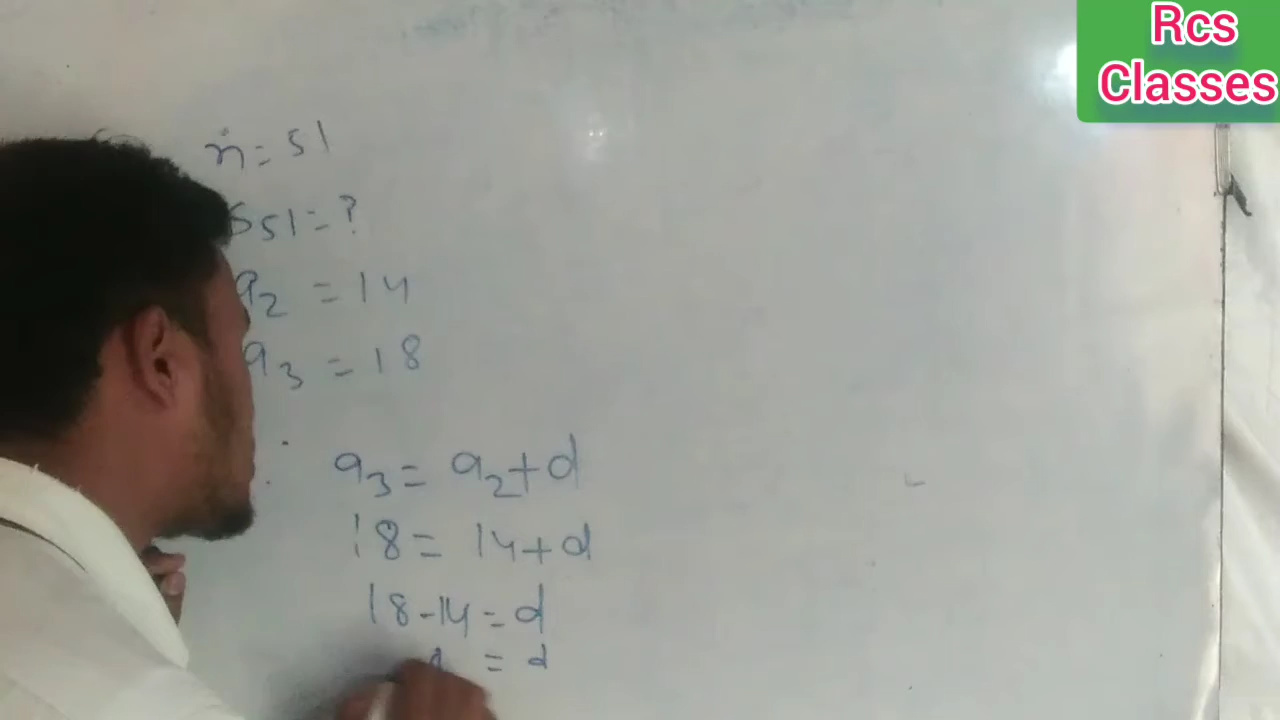 Rcs
Classes
n = 51
S51 = ?
a2 = 14
a3 = 18
a3 = a2 + d
18 = 14 + d
18 - 14 = d
= d